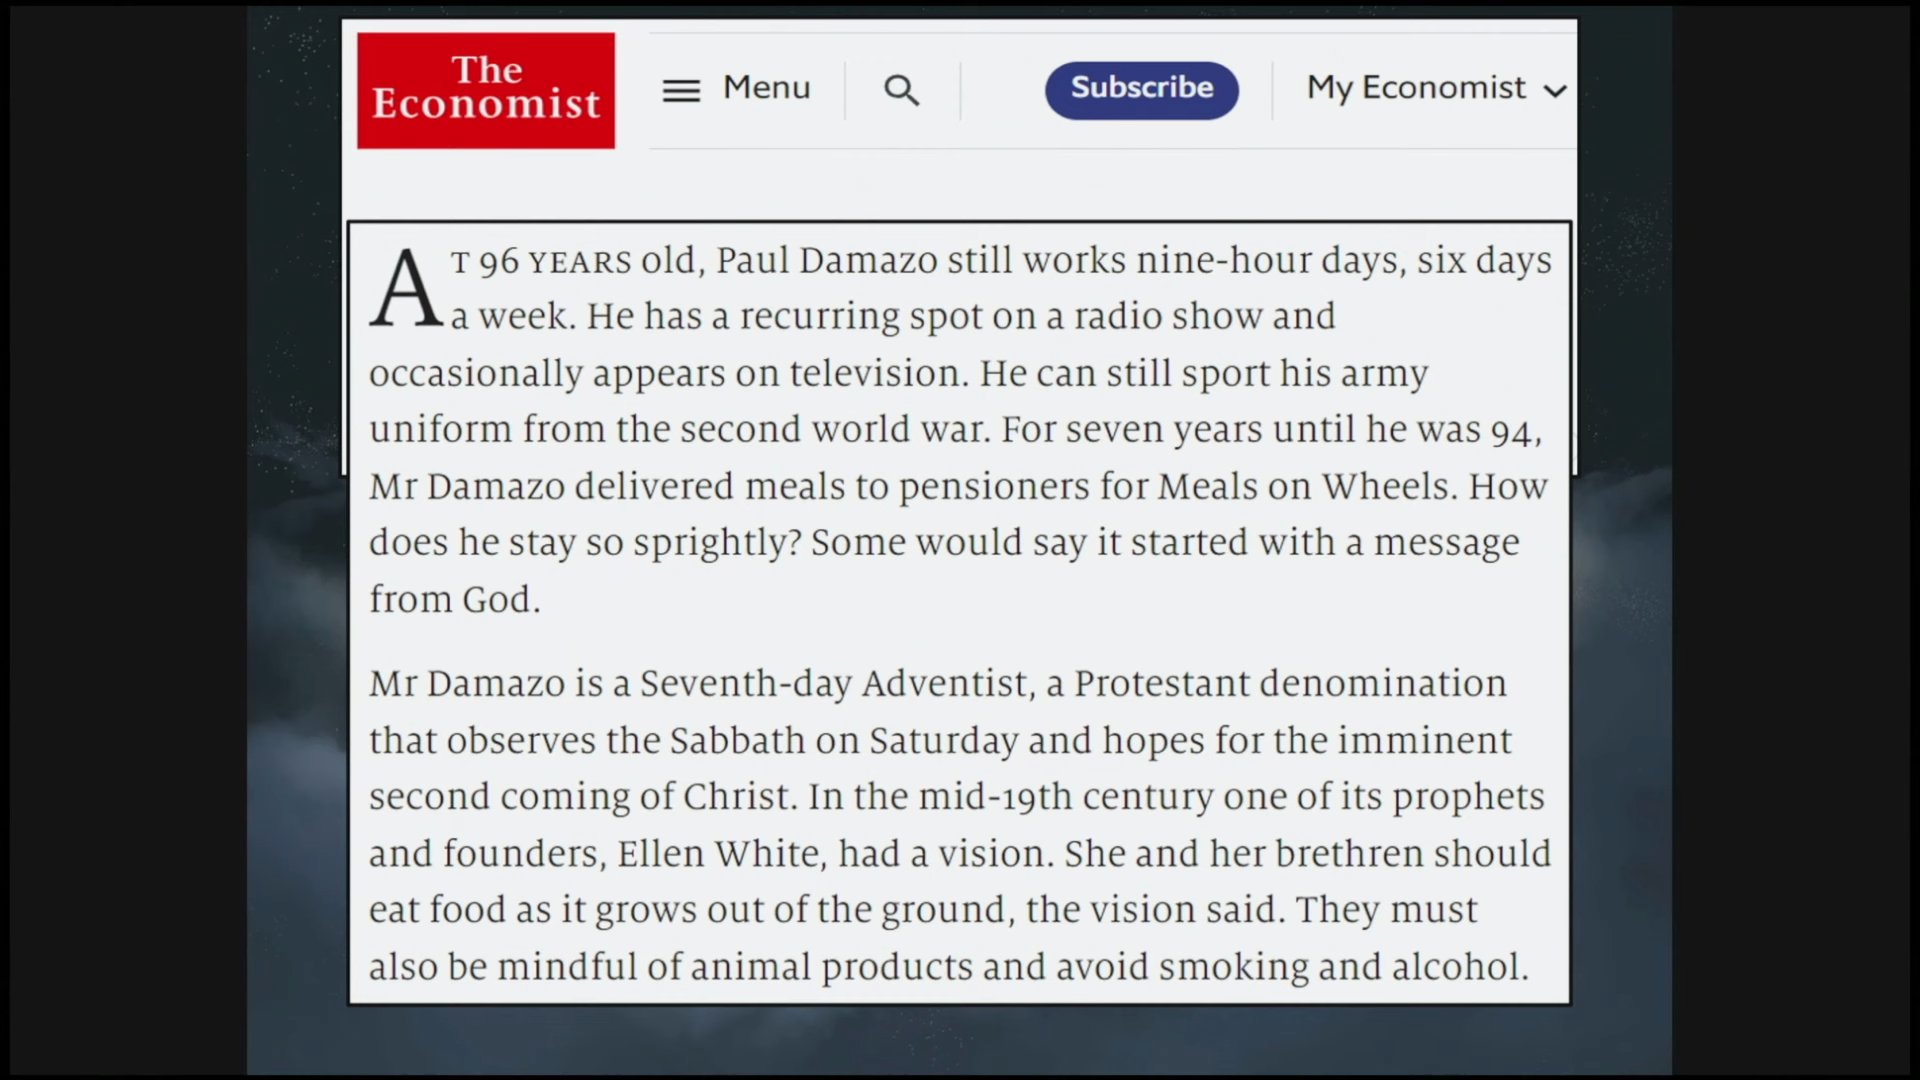 The
Economist
Menu
Subscribe
My Economist
AT 96 YEARS old, Paul Damazo still works nine-hour days, six days
a week. He has a recurring spot on a radio show and
occasionally appears on television. He can still sport his army
uniform from the second world war. For seven years until he was 94,
Mr Damazo delivered meals to pensioners for Meals on Wheels. How
does he stay so sprightly? Some would say it started with a message
from God.
Mr Damazo is a Seventh-day Adventist, a Protestant denomination
that observes the Sabbath on Saturday and hopes for the imminent
second coming of Christ. In the mid-19th century one of its prophets
and founders, Ellen White, had a vision. She and her brethren should
eat food as it grows out of the ground, the vision said. They must
also be mindful of animal products and avoid smoking and alcohol.